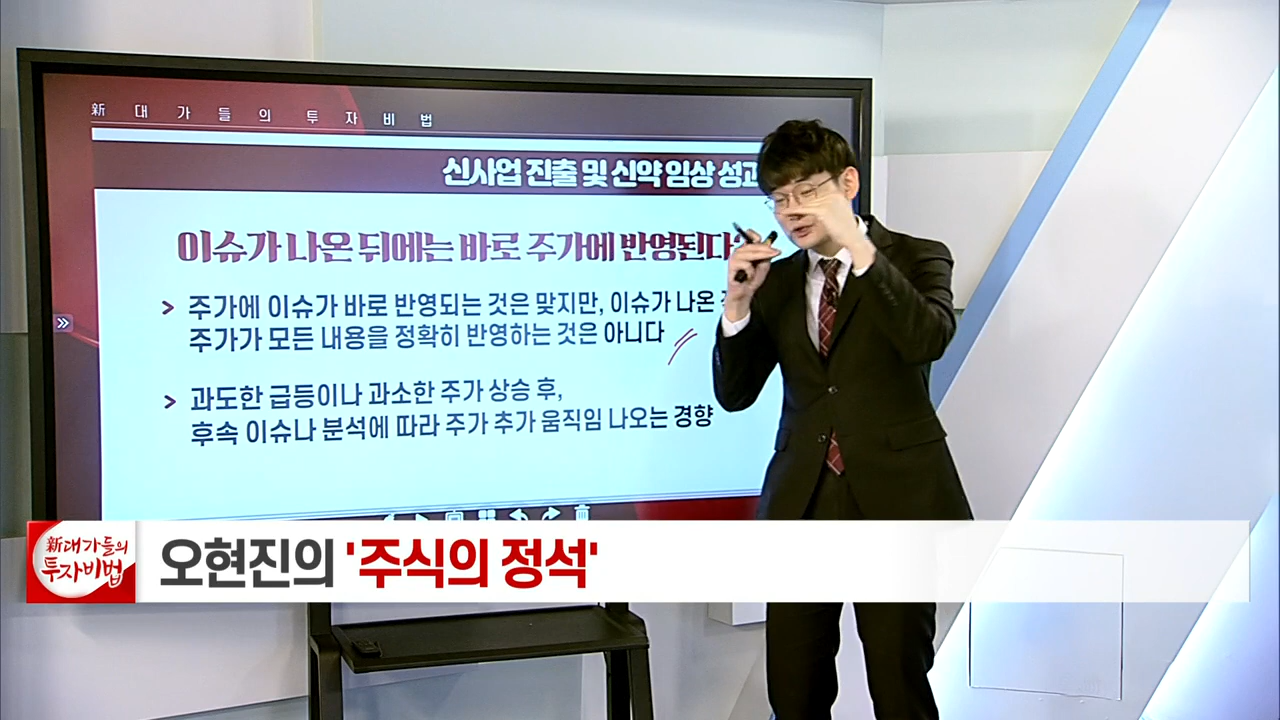 新대가들의투자비법
신사업 진출 및 신약 임상 성과
이슈가 나온 뒤에는 바로 주가에 반영된다?
> 주가에 이슈가 바로 반영되는 것은 맞지만, 이슈가 나온
주가가 모든 내용을 정확히 반영하는 것은 아니다
> 과도한 급등이나 과소한 주가 상승 후,
후속 이슈나 분석에 따라 주가 추가 움직임 나오는 경향
新대가들의
투자비법
오현진의 '주식의 정석'